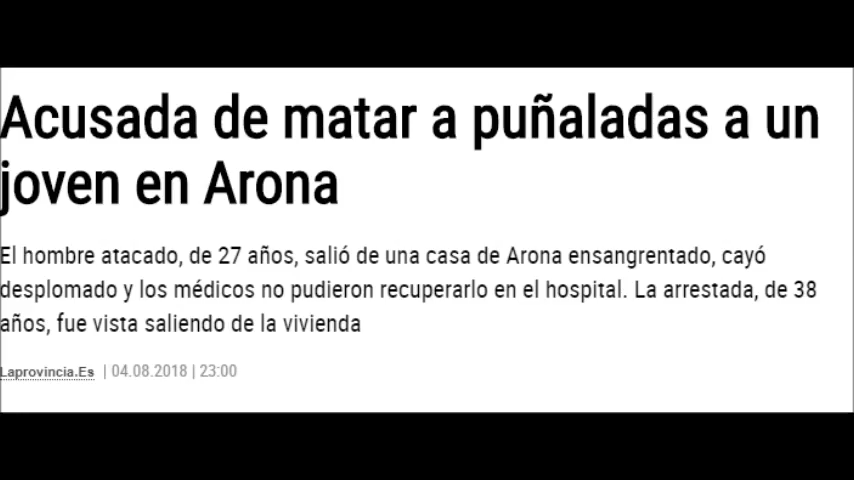 Acusada de matar a puñaladas a un
joven en Arona
El hombre atacado, de 27 años, salió de una casa de Arona ensangrentado, cayó
desplomado y los médicos no pudieron recuperarlo en el hospital. La arrestada, de 38
años, fue vista saliendo de la vivienda
Laprovincia.Es | 04.08.2018 | 23:00